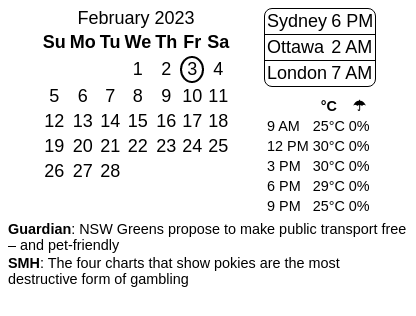 February 2023
Su Mo Tu We Th Fr Sa
1 2 3 4
5 6 7 8 9 10 11
12 13 14 15 16 17 18
19 20 21 22 23 24 25
26 27 28
Sydney 6 PM
Ottawa 2 AM
London 7 AM
°C ☂
9 AM 25°C 0%
12 PM 30°C 0%
3 PM 30°C 0%
6 PM 29°C 0%
9 PM 25°C 0%
Guardian: NSW Greens propose to make public transport free
– and pet-friendly
SMH: The four charts that show pokies are the most
destructive form of gambling